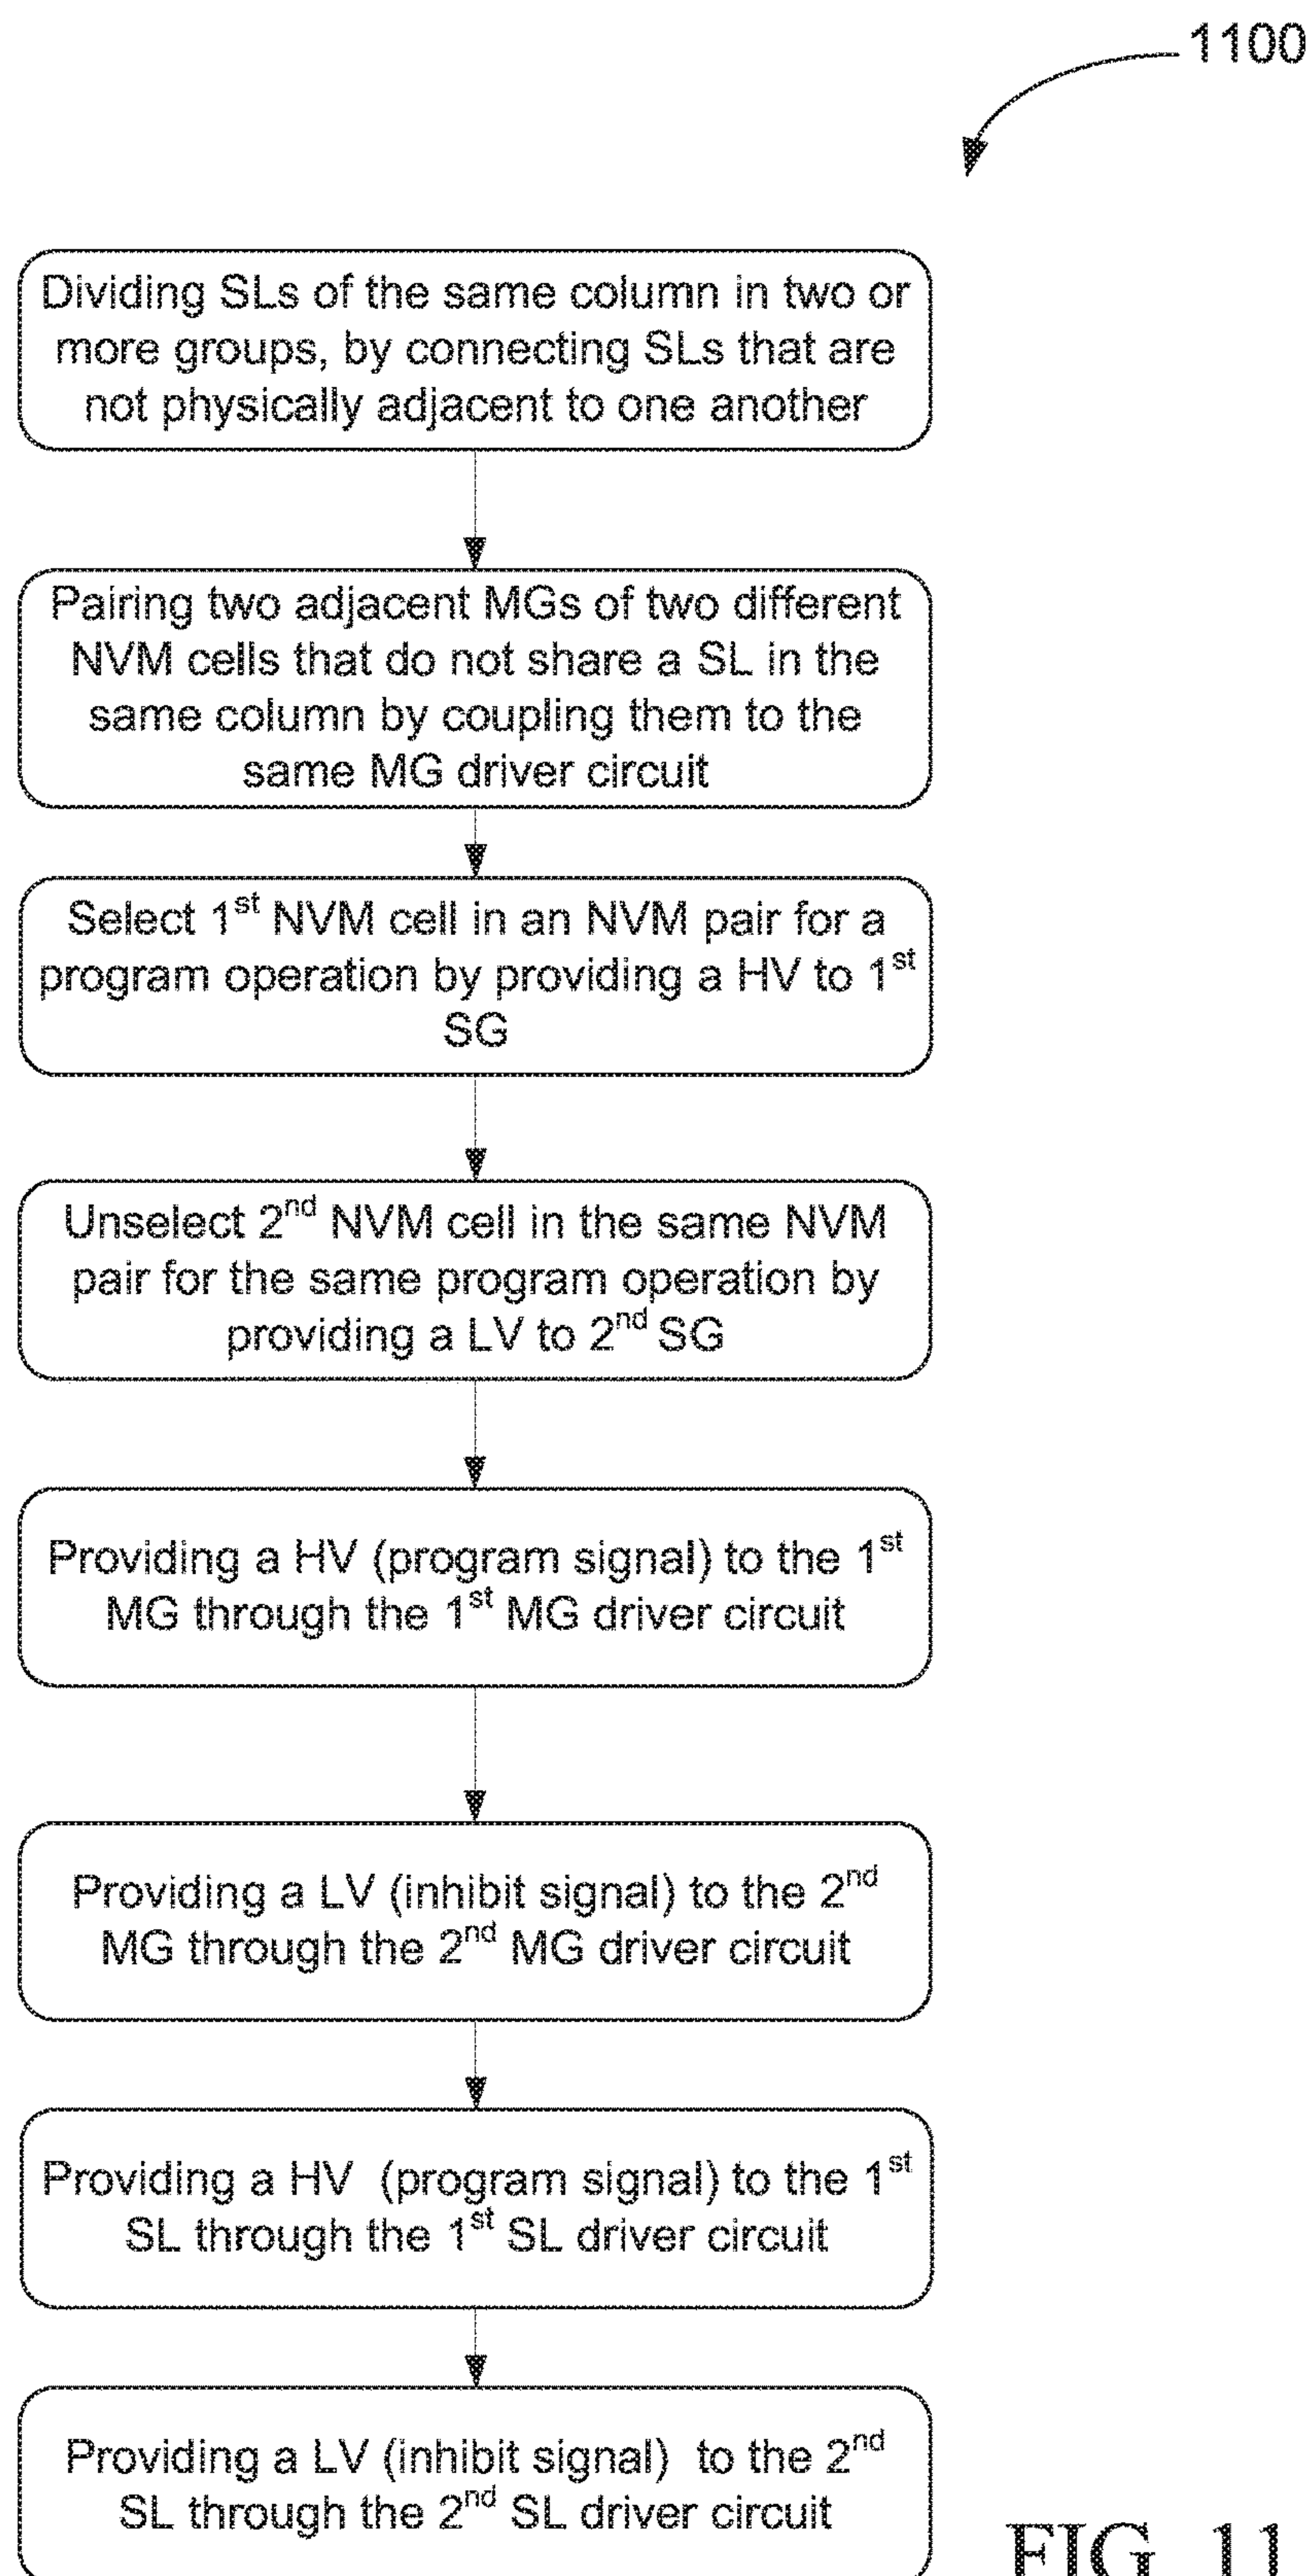 1100
Dividing SLs of the same column in two or
more groups, by connecting SLs that are
not physically adjacent to one another
Pairing two adjacent MGs of two different
NVM cells that do not share a SL in the
same column by coupling them to the
same MG driver circuit
Select 1st NVM cell in an NVM pair for a
program operation by providing a HV to 1st
SG
Unselect 2nd NVM cell in the same NVM
pair for the same program operation by
providing a LV to 2nd SG
Providing a HV (program signal) to the 1st
MG through the 1st MG driver circuit
Providing a LV (inhibit signal) to the 2nd
MG through the 2nd MG driver circuit
Providing a HV (program signal) to the 1st
SL through the 1st SL driver circuit
Providing a LV (inhibit signal) to the 2nd
SL through the 2nd SL driver circuit
FIG. 11